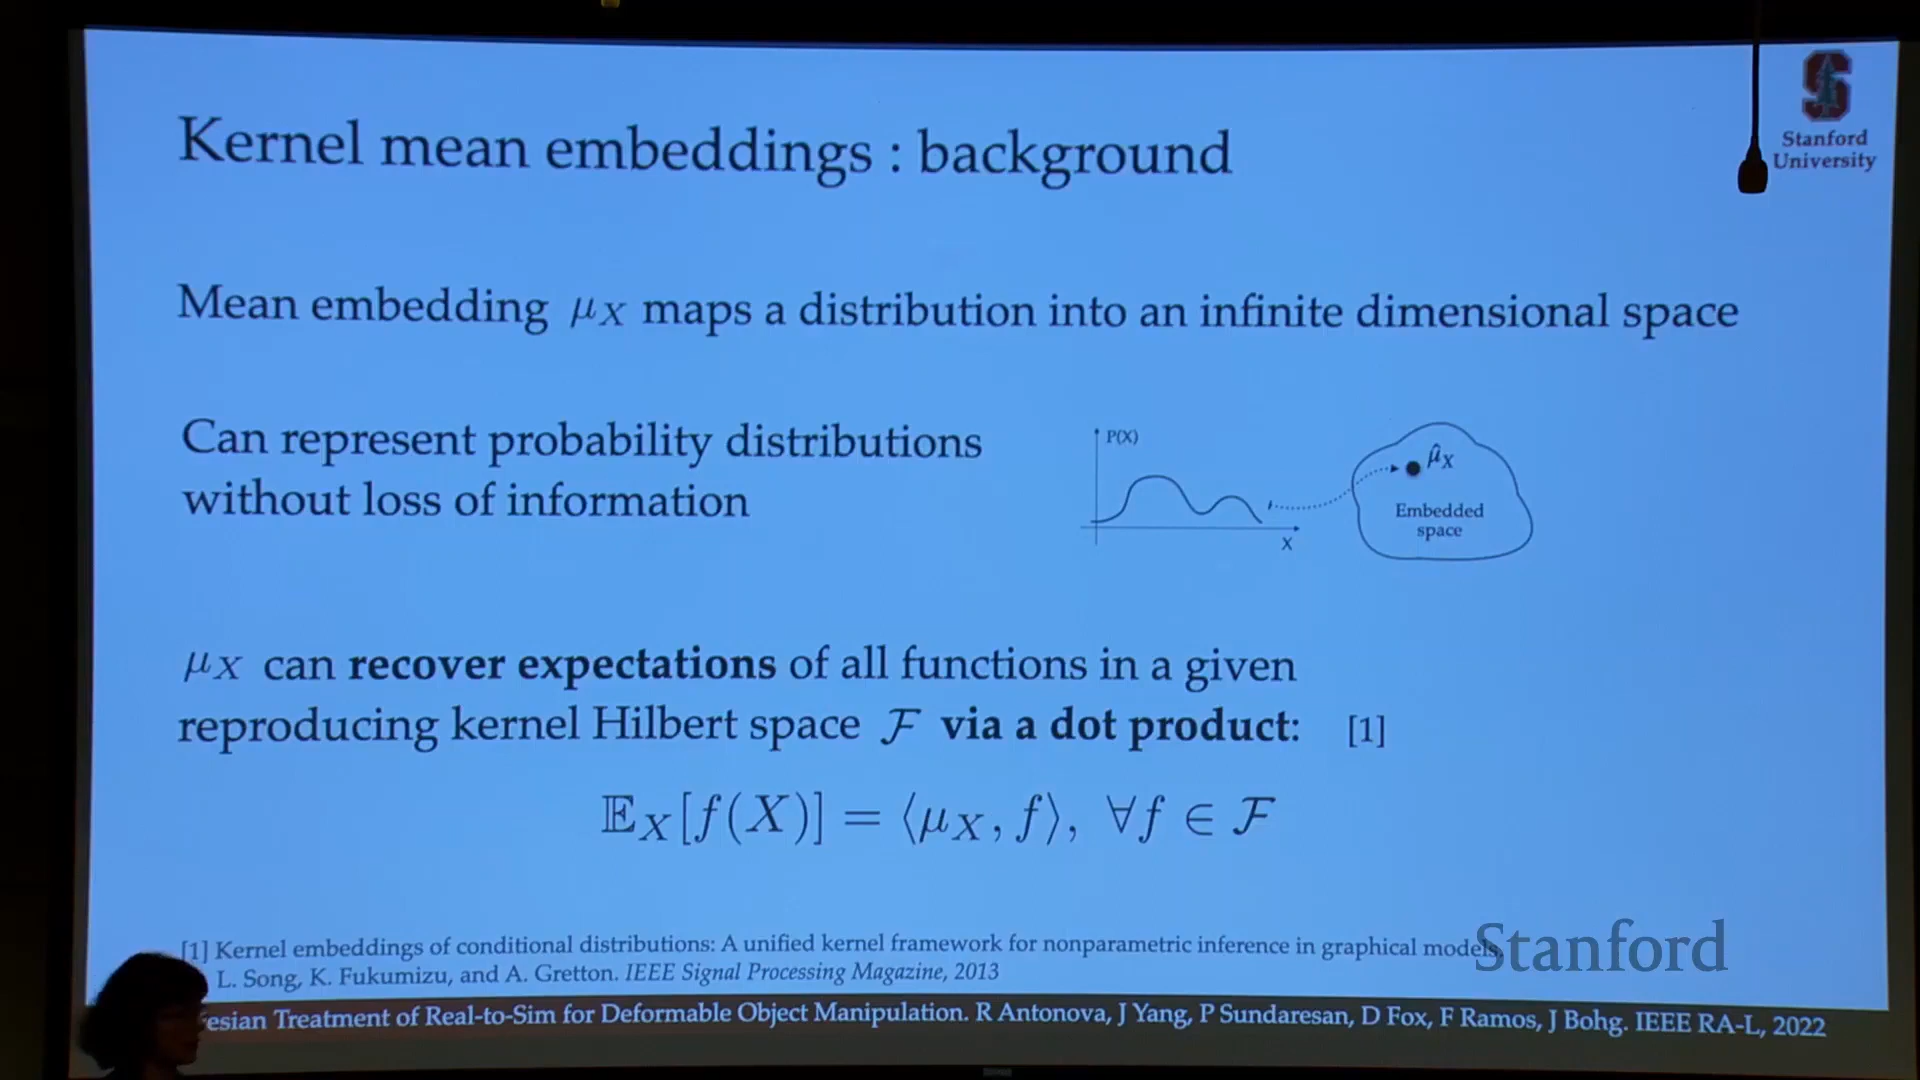 Stanford
University
Kernel mean embeddings : background
Mean embedding μX maps a distribution into an infinite dimensional space
Can represent probability distributions
without loss of information
P(X)
X
μ̂X
Embedded
space
μX can recover expectations of all functions in a given
reproducing kernel Hilbert space ℱ via a dot product: [1]
𝔼X[f(X)] = ⟨μX, f⟩, ∀f ∈ ℱ
[1] Kernel embeddings of conditional distributions: A unified kernel framework for nonparametric inference in graphical models.
L. Song, K. Fukumizu, and A. Gretton. IEEE Signal Processing Magazine, 2013
Stanford
esian Treatment of Real-to-Sim for Deformable Object Manipulation. R Antonova, J Yang, P Sundaresan, D Fox, F Ramos, J Bohg. IEEE RA-L, 2022